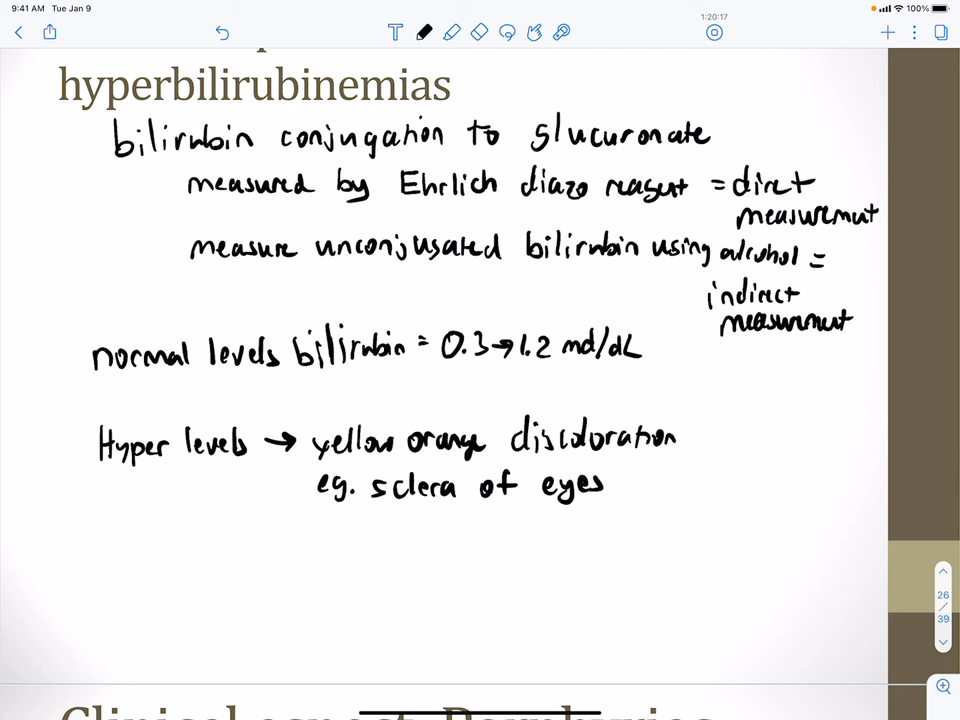 9:41 AM Tue Jan 9
100%
1:20:17
hyperbilirubinemias
bilirubin conjugation to glucuronate
measured by Ehrlich diazo reagent = direct
measurement
measure unconjugated bilirubin using alcohol =
indirect
measurement
normal levels bilirubin = 0.3→1.2 md/dL
Hyper levels → yellow orange discoloration
eg. sclera of eyes
26
/
39